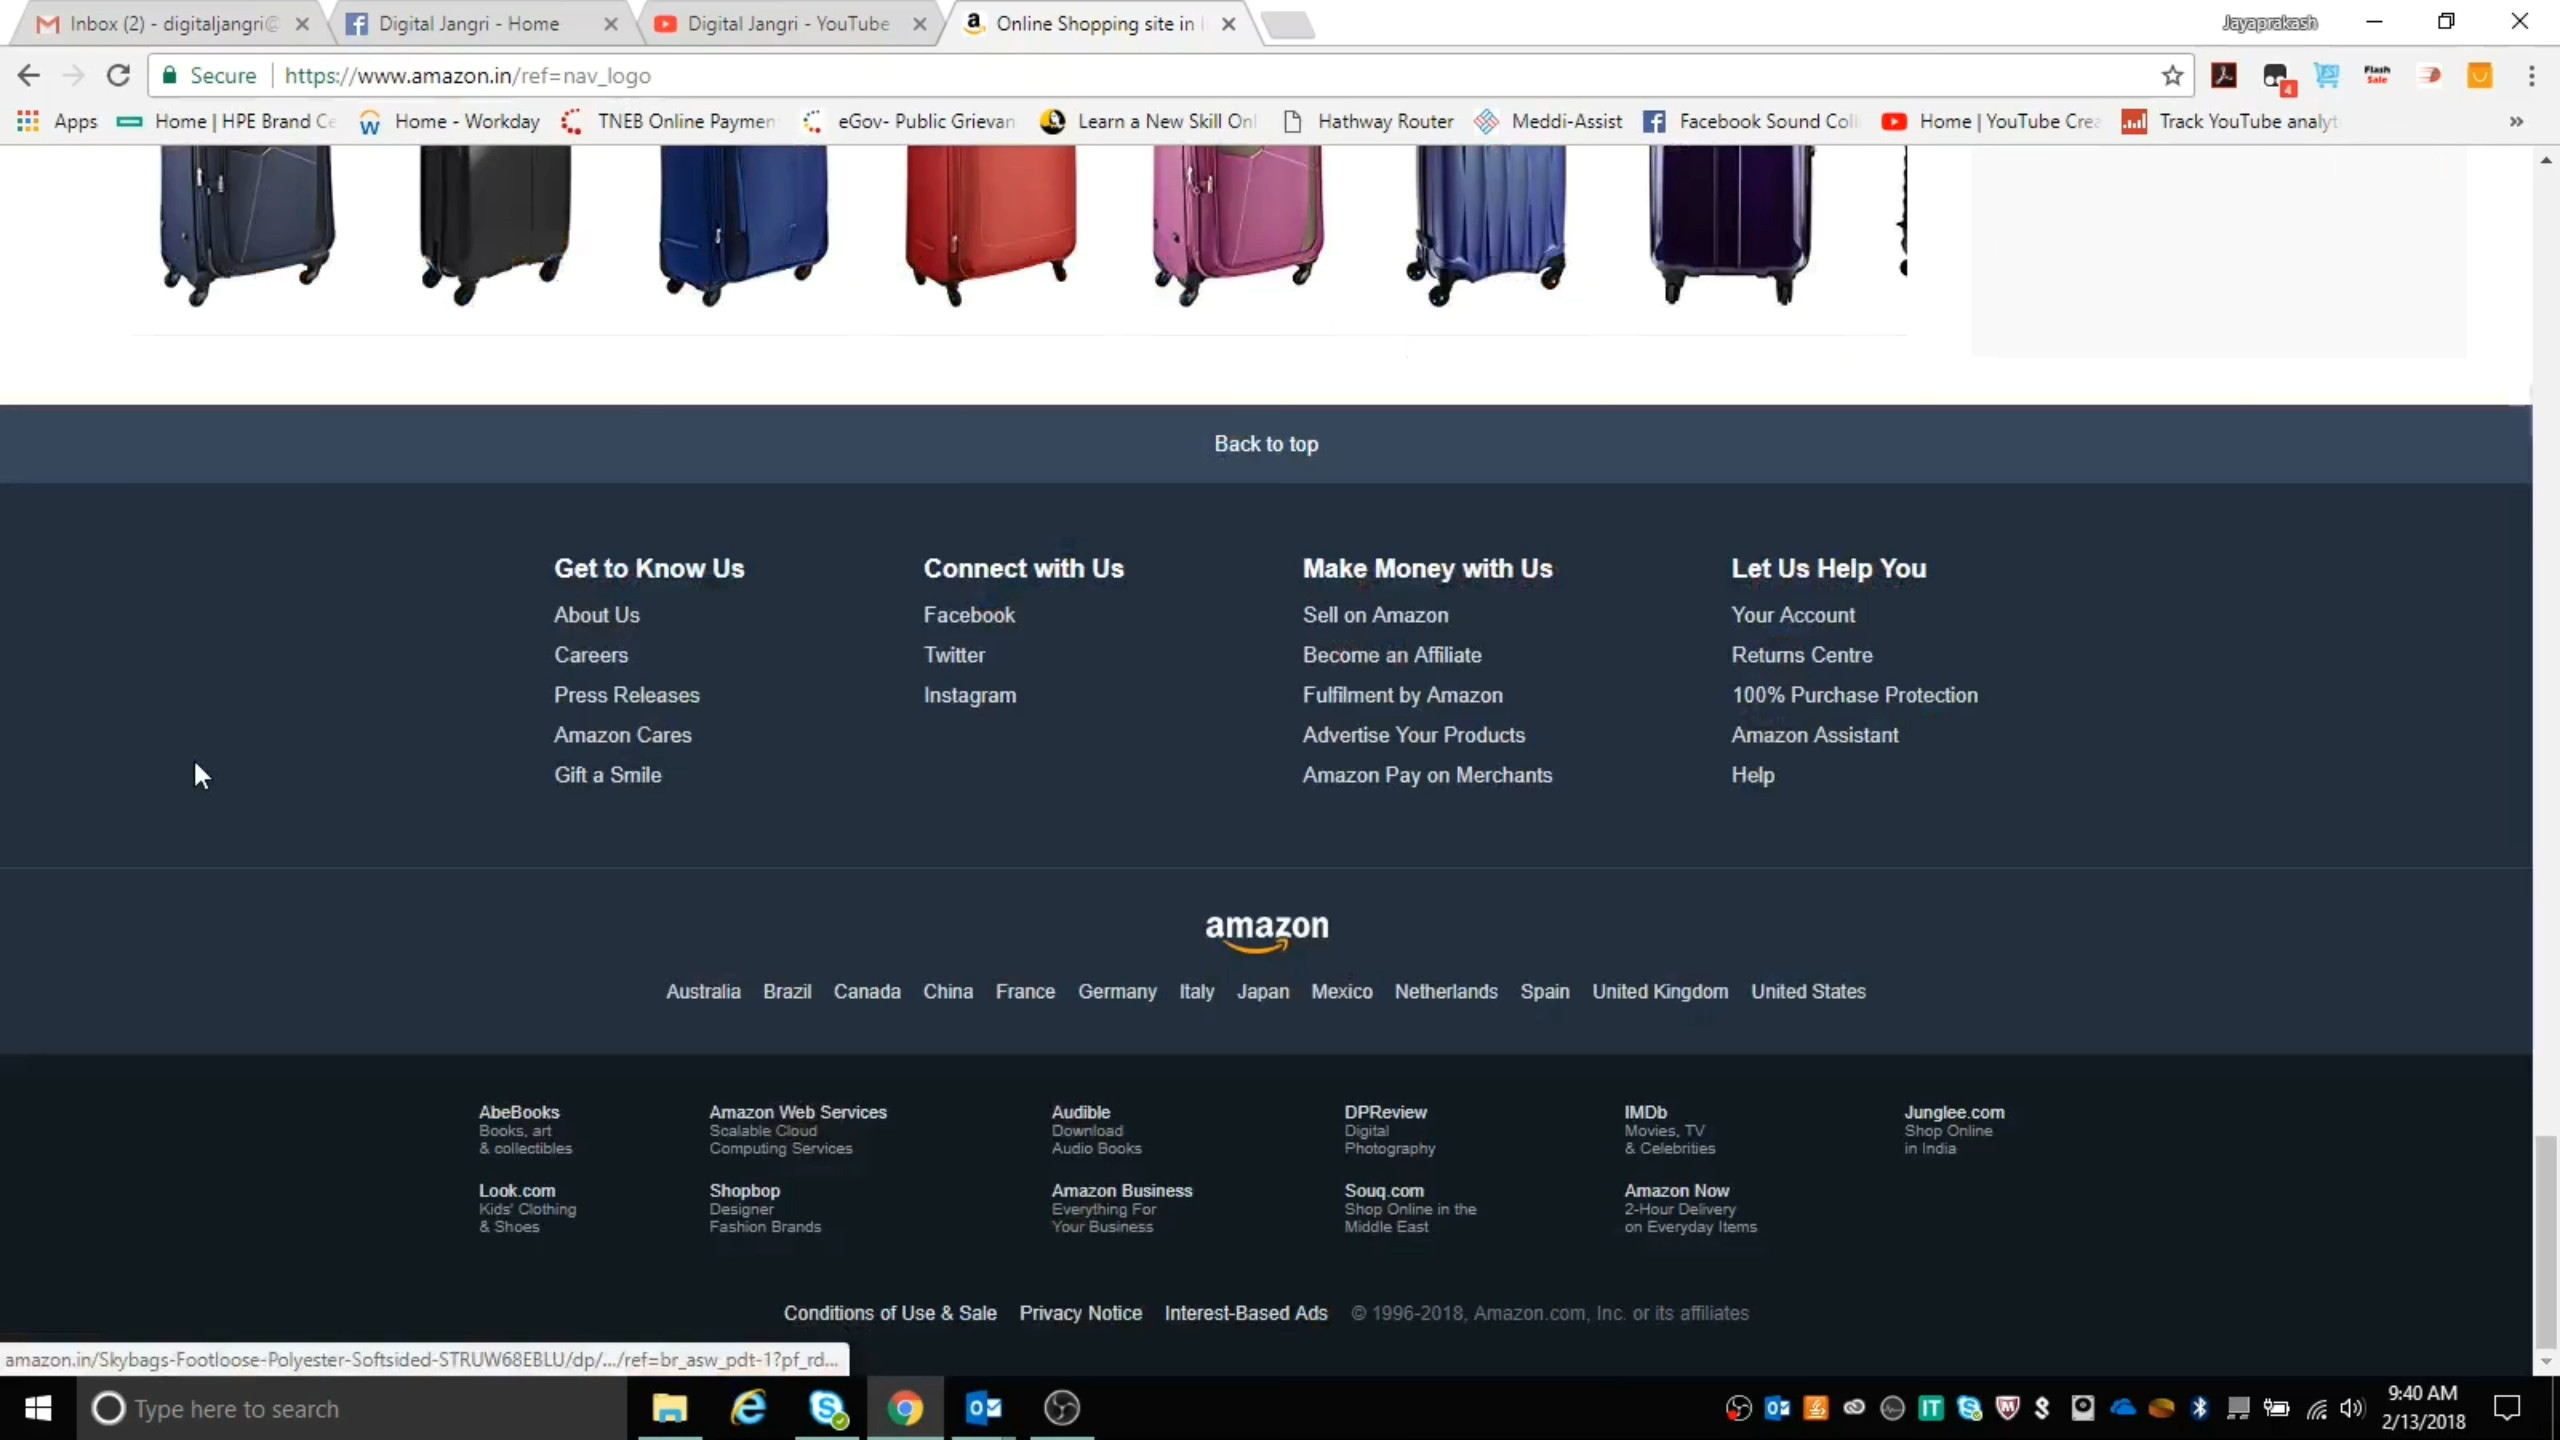 Inbox (2) - digitaljangri@
Digital Jangri - Home
Digital Jangri - YouTube
Online Shopping site in
Jayaprakash
Secure
https://www.amazon.in/ref=nav_logo
4
Flash Sale
Apps
Home | HPE Brand Ce
Home - Workday
TNEB Online Paymen
eGov- Public Grievan
Learn a New Skill Onl
Hathway Router
Meddi-Assist
Facebook Sound Coll
Home | YouTube Crea
Track YouTube analyt
»
Back to top
Get to Know Us
About Us
Careers
Press Releases
Amazon Cares
Gift a Smile
Connect with Us
Facebook
Twitter
Instagram
Make Money with Us
Sell on Amazon
Become an Affiliate
Fulfilment by Amazon
Advertise Your Products
Amazon Pay on Merchants
Let Us Help You
Your Account
Returns Centre
100% Purchase Protection
Amazon Assistant
Help
amazon
Australia Brazil Canada China France Germany Italy Japan Mexico Netherlands Spain United Kingdom United States
AbeBooks
Books, art
& collectibles
Amazon Web Services
Scalable Cloud
Computing Services
Audible
Download
Audio Books
DPReview
Digital
Photography
IMDb
Movies, TV
& Celebrities
Junglee.com
Shop Online
in India
Look.com
Kids' Clothing
& Shoes
Shopbop
Designer
Fashion Brands
Amazon Business
Everything For
Your Business
Souq.com
Shop Online in the
Middle East
Amazon Now
2-Hour Delivery
on Everyday Items
Conditions of Use & Sale Privacy Notice Interest-Based Ads © 1996-2018, Amazon.com, Inc. or its affiliates
amazon.in/Skybags-Footloose-Polyester-Softsided-STRUW68EBLU/dp/.../ref=br_asw_pdt-1?pf_rd...
Type here to search
IT
9:40 AM
2/13/2018